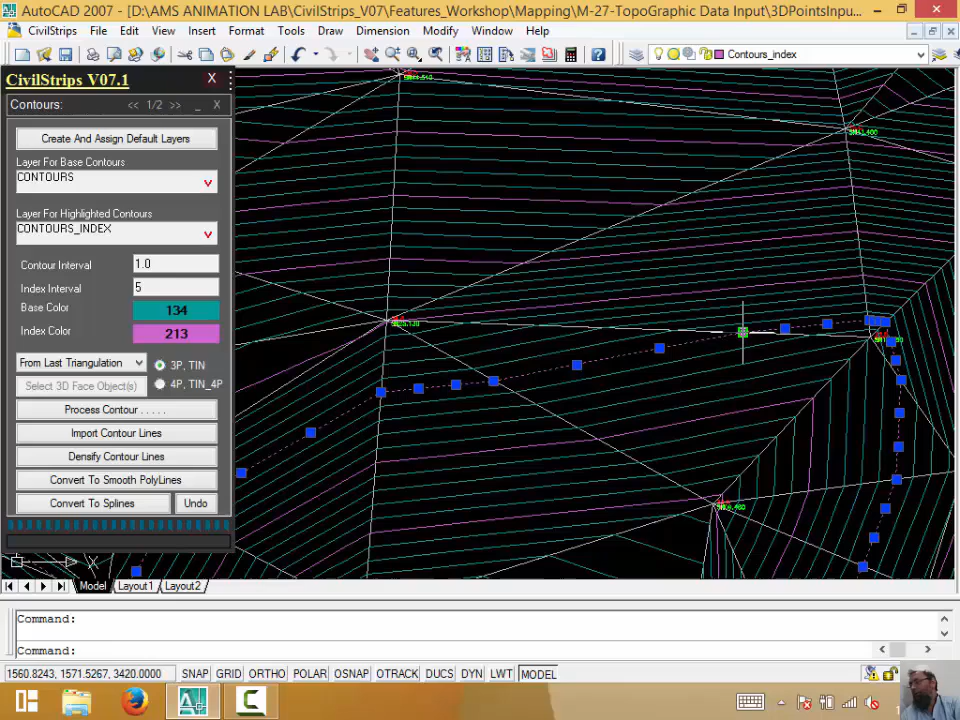 AutoCAD 2007 - [D:\AMS ANIMATION LAB\CivilStrips_V07\Features_Workshop\Mapping\M-27-TopoGraphic Data Input\3DPointsInpu...
CivilStrips File Edit View Insert Format Tools Draw Dimension Modify Window Help
Contours_index
CivilStrips V07.1 X
Contours: << 1/2 >> _ X
Create And Assign Default Layers
Layer For Base Contours
CONTOURS
Layer For Highlighted Contours
CONTOURS_INDEX
Contour Interval 1.0
Index Interval 5
Base Color 134
Index Color 213
From Last Triangulation 3P, TIN
Select 3D Face Object(s) 4P, TIN_4P
Process Contour . . . . .
Import Contour Lines
Densify Contour Lines
Convert To Smooth PolyLines
Convert To Splines Undo
X
Model Layout1 Layout2
Command:
Command:
1560.8243, 1571.5267, 3420.0000 SNAP GRID ORTHO POLAR OSNAP OTRACK DUCS DYN LWT MODEL